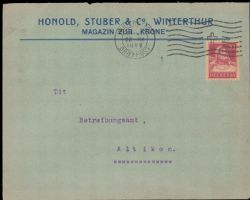 HONOLD, STUBER & Co, WINTERTHUR
MAGAZIN ZUR „KRONE“
HELVETIA
Tit
Betreibungsamt,
Altikon.